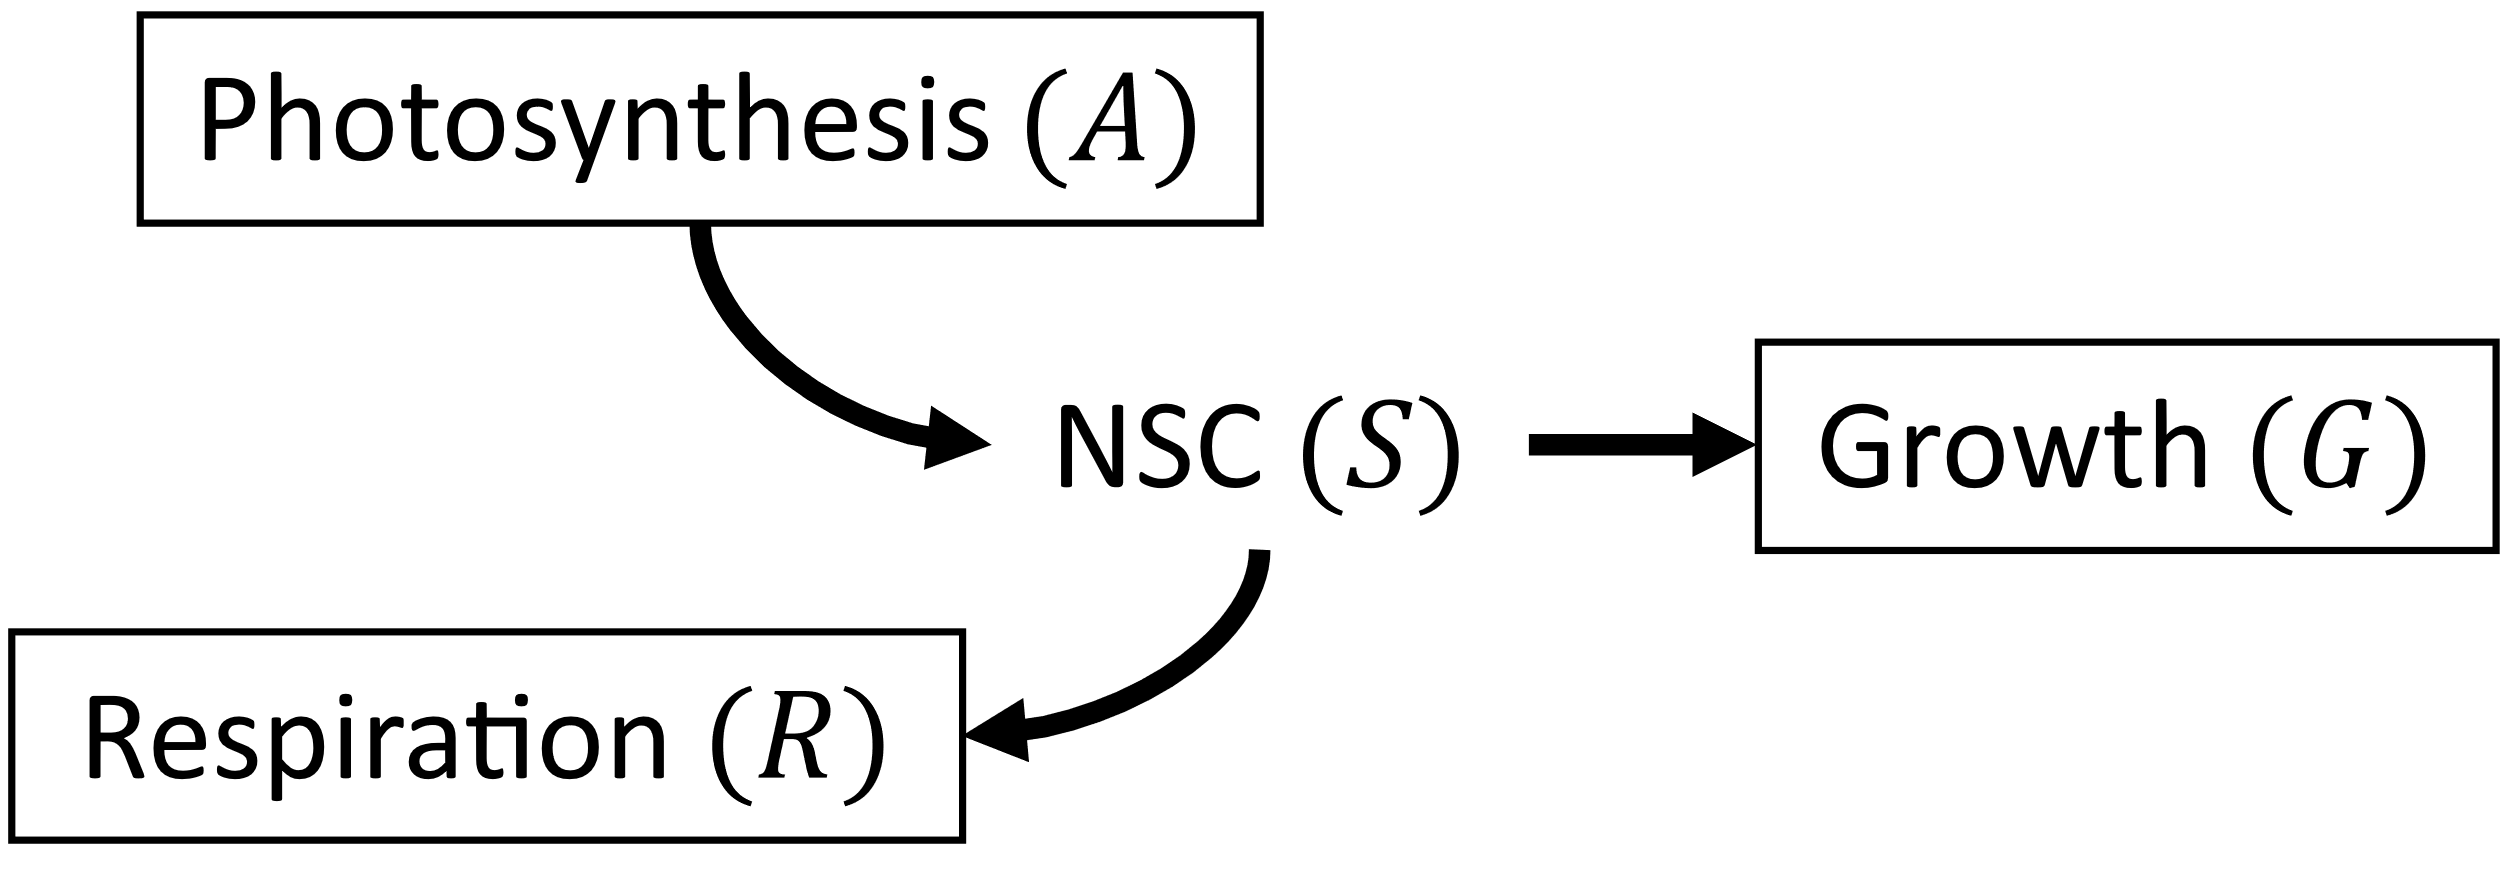 Photosynthesis (A)
NSC (S)
Growth (G)
Respiration (R)